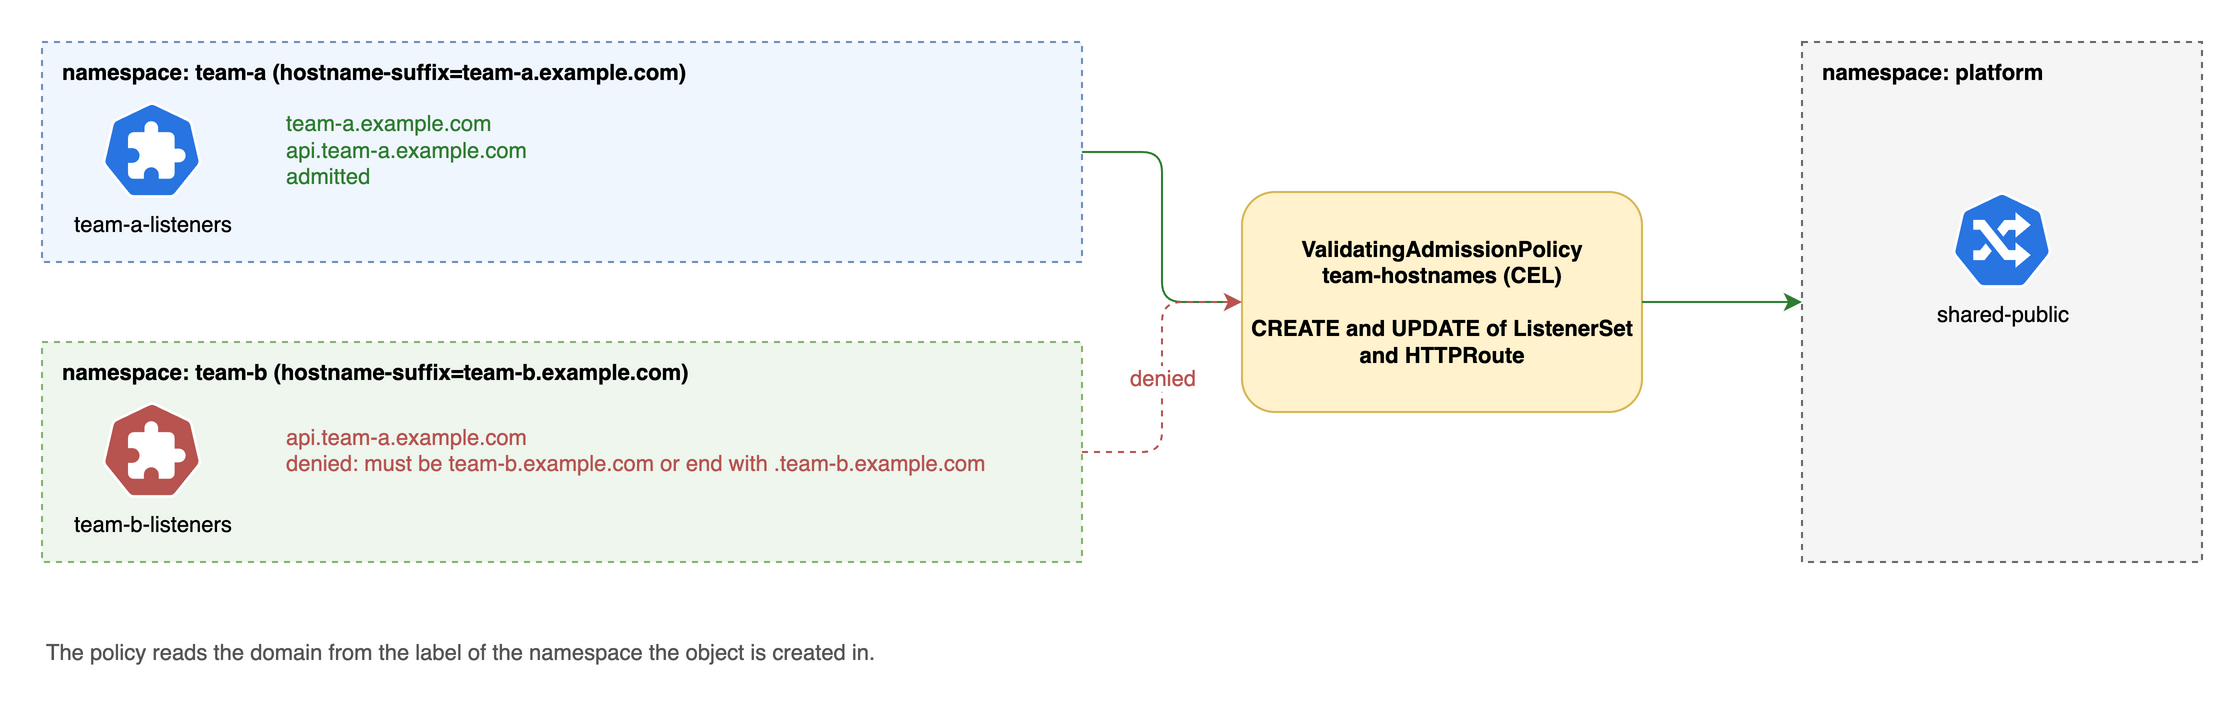 namespace: team-a (hostname-suffix=team-a.example.com)
team-a.example.com
api.team-a.example.com
admitted
team-a-listeners
namespace: team-b (hostname-suffix=team-b.example.com)
api.team-a.example.com
denied: must be team-b.example.com or end with .team-b.example.com
team-b-listeners
denied
ValidatingAdmissionPolicy
team-hostnames (CEL)
CREATE and UPDATE of ListenerSet
and HTTPRoute
namespace: platform
shared-public
The policy reads the domain from the label of the namespace the object is created in.